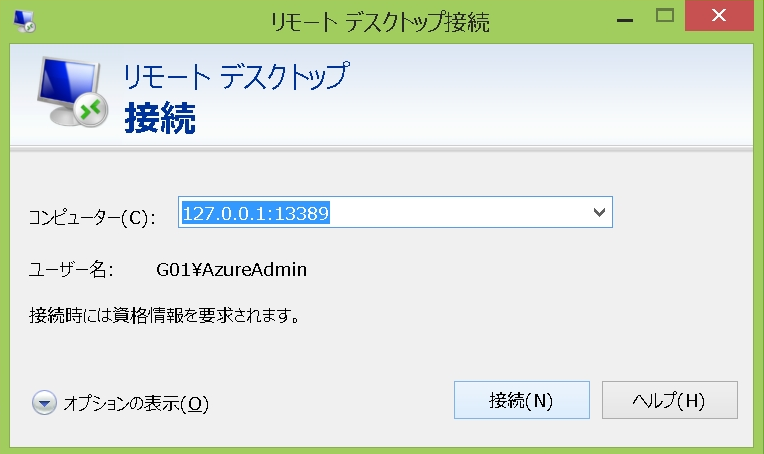 リモート デスクトップ接続
リモート デスクトップ
接続
コンピューター(C):
127.0.0.1:13389
ユーザー名:
G01¥AzureAdmin
接続時には資格情報を要求されます。
オプションの表示(O)
接続(N)
ヘルプ(H)